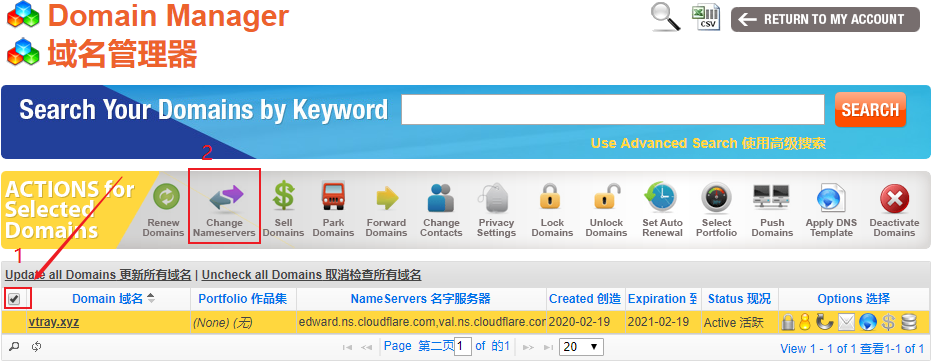 Domain Manager
域名管理器
CSV
RETURN TO MY ACCOUNT
Search Your Domains by Keyword
SEARCH
Use Advanced Search 使用高级搜索
2
ACTIONS for
Selected
Domains
Renew
Domains
Change
Nameservers
Sell
Domains
Park
Domains
Forward
Domains
Change
Contacts
Privacy
Settings
Lock
Domains
Unlock
Domains
Set Auto
Renewal
Select
Portfolio
Push
Domains
Apply DNS
Template
Deactivate
Domains
1
Update all Domains 更新所有域名 | Uncheck all Domains 取消检查所有域名
Domain 域名 Portfolio 作品集 NameServers 名字服务器 Created 创造 Expiration 到 Status 现况 Options 选择
vtray.xyz (None) (无) edward.ns.cloudflare.com,val.ns.cloudflare.com 2020-02-19 2021-02-19 Active 活跃
Page 第二页 1 of 的1 20 View 1 - 1 of 1 查看1-1 of 1